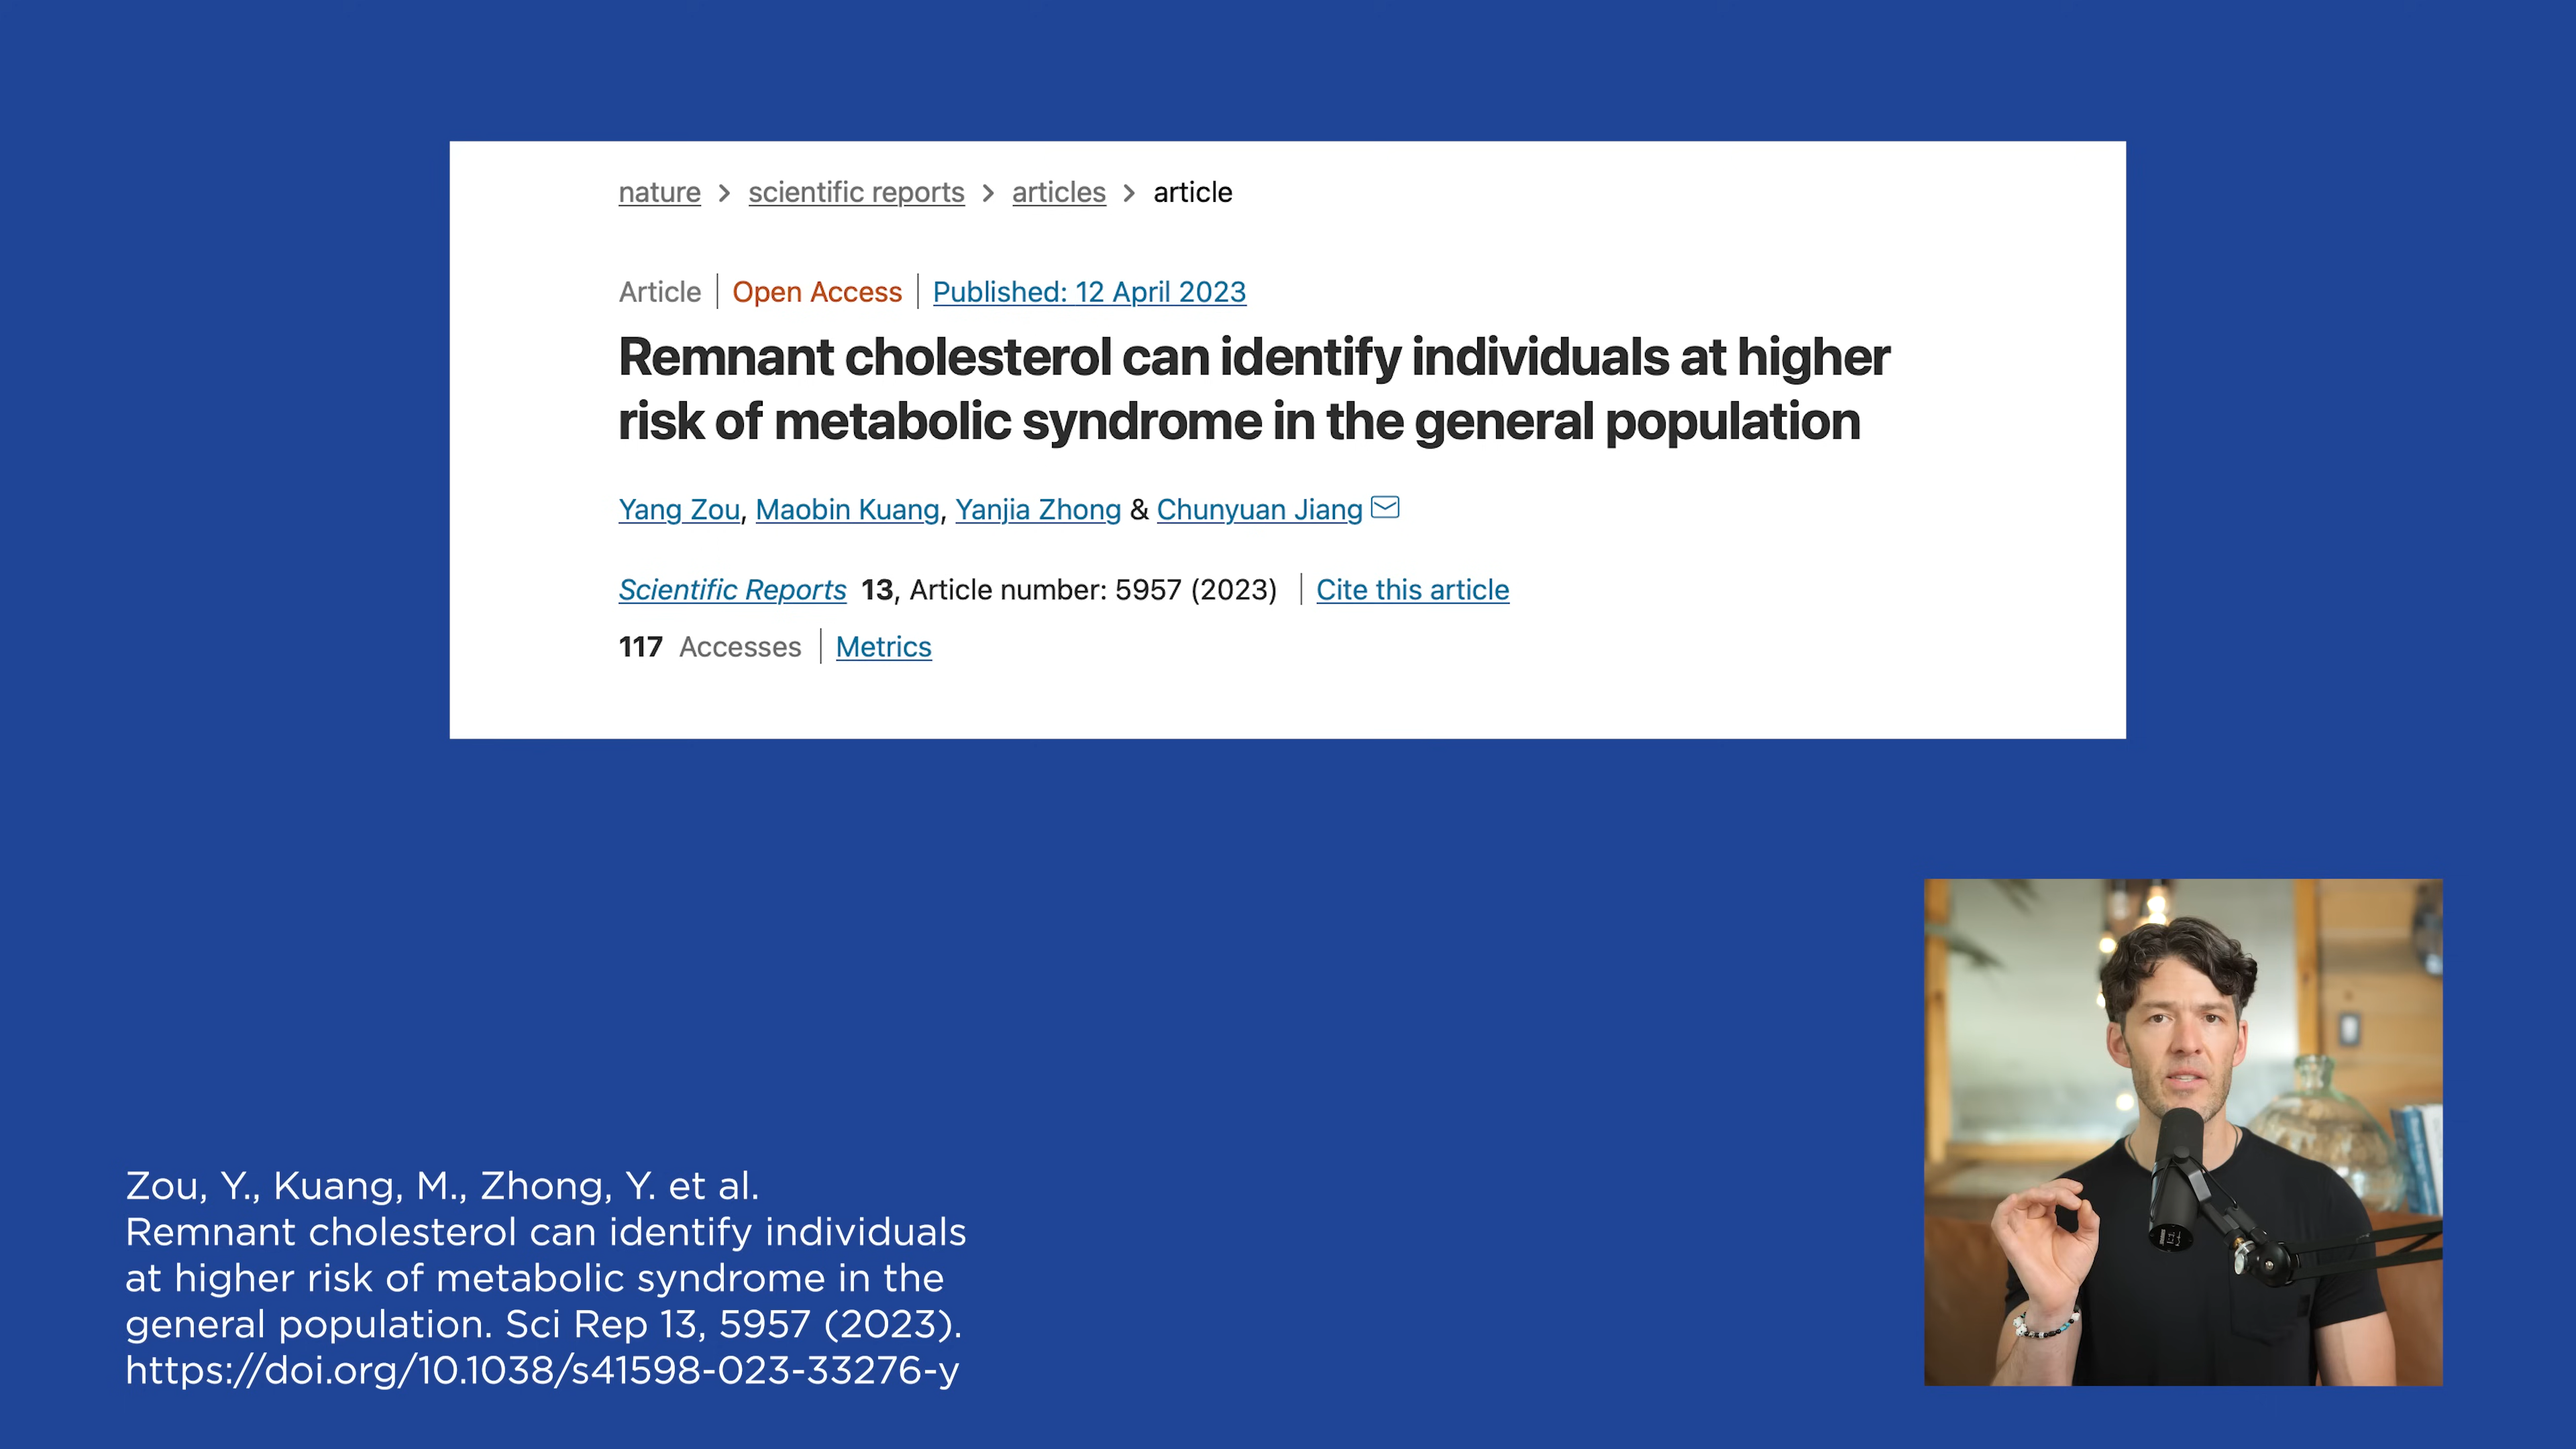 nature > scientific reports > articles > article
Article | Open Access | Published: 12 April 2023
Remnant cholesterol can identify individuals at higher
risk of metabolic syndrome in the general population
Yang Zou, Maobin Kuang, Yanjia Zhong & Chunyuan Jiang
Scientific Reports 13, Article number: 5957 (2023) | Cite this article
117 Accesses | Metrics
Zou, Y., Kuang, M., Zhong, Y. et al.
Remnant cholesterol can identify individuals
at higher risk of metabolic syndrome in the
general population. Sci Rep 13, 5957 (2023).
https://doi.org/10.1038/s41598-023-33276-y